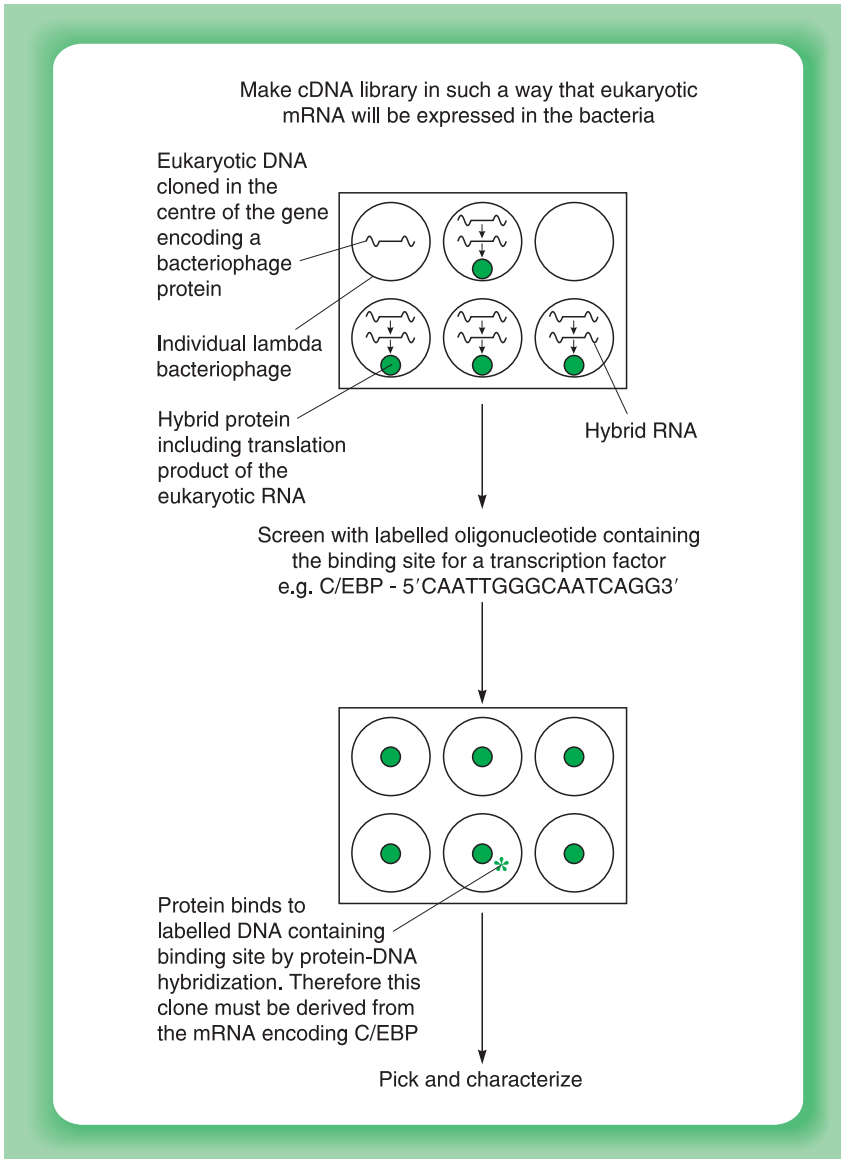 Make cDNA library in such a way that eukaryotic
mRNA will be expressed in the bacteria
Eukaryotic DNA
cloned in the
centre of the gene
encoding a
bacteriophage
protein
Individual lambda
bacteriophage
Hybrid protein
including translation
product of the
eukaryotic RNA
Hybrid RNA
Screen with labelled oligonucleotide containing
the binding site for a transcription factor
e.g. C/EBP - 5′CAATTGGGCAATCAGG3′
Protein binds to
labelled DNA containing
binding site by protein-DNA
hybridization. Therefore this
clone must be derived from
the mRNA encoding C/EBP
Pick and characterize